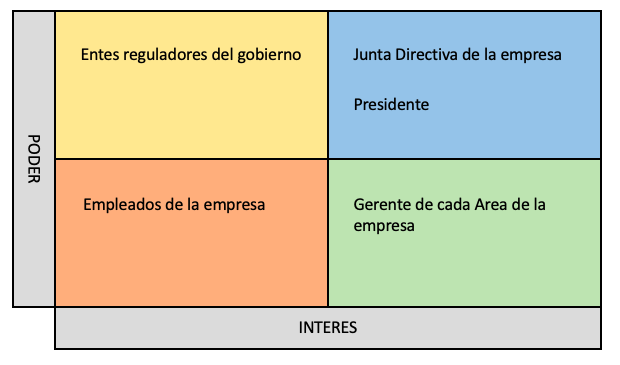 PODER
Entes reguladores del gobierno
Junta Directiva de la empresa
Presidente
Empleados de la empresa
Gerente de cada Area de la
empresa
INTERES